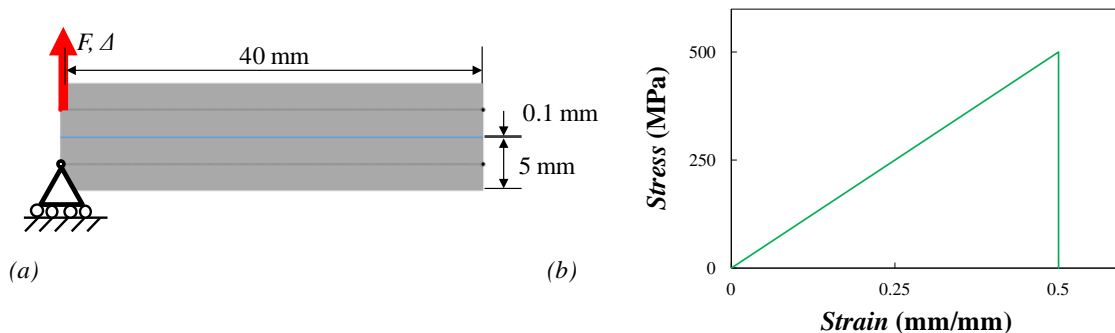 F, Δ
40 mm
0.1 mm
5 mm
(a)
(b)
Stress (MPa)
500
250
0
0
0.25
0.5
Strain (mm/mm)